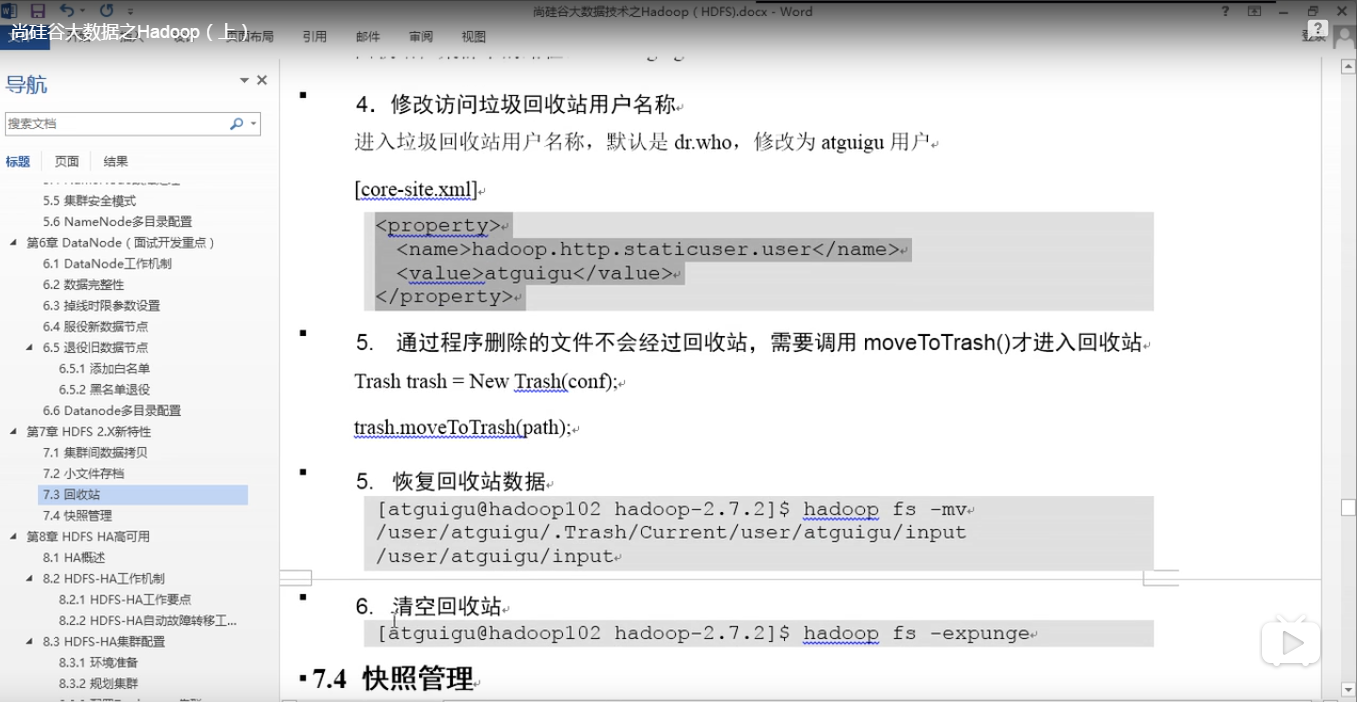 尚硅谷大数据技术之Hadoop（HDFS).docx - Word
尚硅谷大数据之Hadoop（上）
页面布局
引用
邮件
审阅
视图
登录
导航
搜索文档
标题
页面
结果
5.5 集群安全模式
5.6 NameNode多目录配置
第6章 DataNode（面试开发重点）
6.1 DataNode工作机制
6.2 数据完整性
6.3 掉线时限参数设置
6.4 服役新数据节点
6.5 退役旧数据节点
6.5.1 添加白名单
6.5.2 黑名单退役
6.6 Datanode多目录配置
第7章 HDFS 2.X新特性
7.1 集群间数据拷贝
7.2 小文件存档
7.3 回收站
7.4 快照管理
第8章 HDFS HA高可用
8.1 HA概述
8.2 HDFS-HA工作机制
8.2.1 HDFS-HA工作要点
8.2.2 HDFS-HA自动故障转移工...
8.3 HDFS-HA集群配置
8.3.1 环境准备
8.3.2 规划集群
4．修改访问垃圾回收站用户名称
进入垃圾回收站用户名称，默认是 dr.who，修改为 atguigu 用户
[core-site.xml]
<property>
<name>hadoop.http.staticuser.user</name>
<value>atguigu</value>
</property>
5. 通过程序删除的文件不会经过回收站，需要调用 moveToTrash()才进入回收站
Trash trash = New Trash(conf);
trash.moveToTrash(path);
5. 恢复回收站数据
[atguigu@hadoop102 hadoop-2.7.2]$ hadoop fs -mv
/user/atguigu/.Trash/Current/user/atguigu/input
/user/atguigu/input
6. 清空回收站
[atguigu@hadoop102 hadoop-2.7.2]$ hadoop fs -expunge
7.4 快照管理